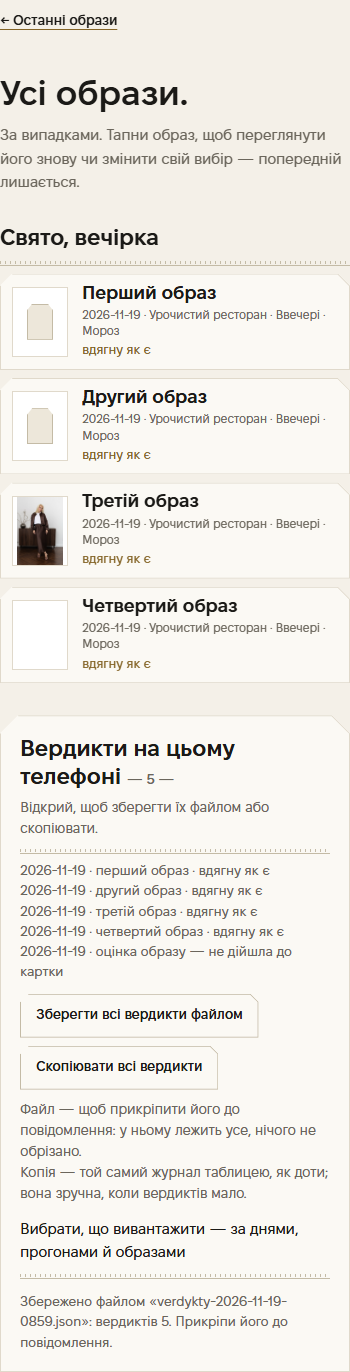 ← Останні образи
Усі образи.
За випадками. Тапни образ, щоб переглянути
його знову чи змінити свій вибір — попередній
лишається.
Свято, вечірка
Перший образ
2026-11-19 · Урочистий ресторан · Ввечері ·
Мороз
вдягну як є
Другий образ
2026-11-19 · Урочистий ресторан · Ввечері ·
Мороз
вдягну як є
Третій образ
2026-11-19 · Урочистий ресторан · Ввечері ·
Мороз
вдягну як є
Четвертий образ
2026-11-19 · Урочистий ресторан · Ввечері ·
Мороз
вдягну як є
Вердикти на цьому
телефоні — 5 —
Відкрий, щоб зберегти їх файлом або
скопіювати.
2026-11-19 · перший образ · вдягну як є
2026-11-19 · другий образ · вдягну як є
2026-11-19 · третій образ · вдягну як є
2026-11-19 · четвертий образ · вдягну як є
2026-11-19 · оцінка образу — не дійшла до
картки
Зберегти всі вердикти файлом
Скопіювати всі вердикти
Файл — щоб прикріпити його до
повідомлення: у ньому лежить усе, нічого не
обрізано.
Копія — той самий журнал таблицею, як доти;
вона зручна, коли вердиктів мало.
Вибрати, що вивантажити — за днями,
прогонами й образами
Збережено файлом «verdykty-2026-11-19-
0859.json»: вердиктів 5. Прикріпи його до
повідомлення.